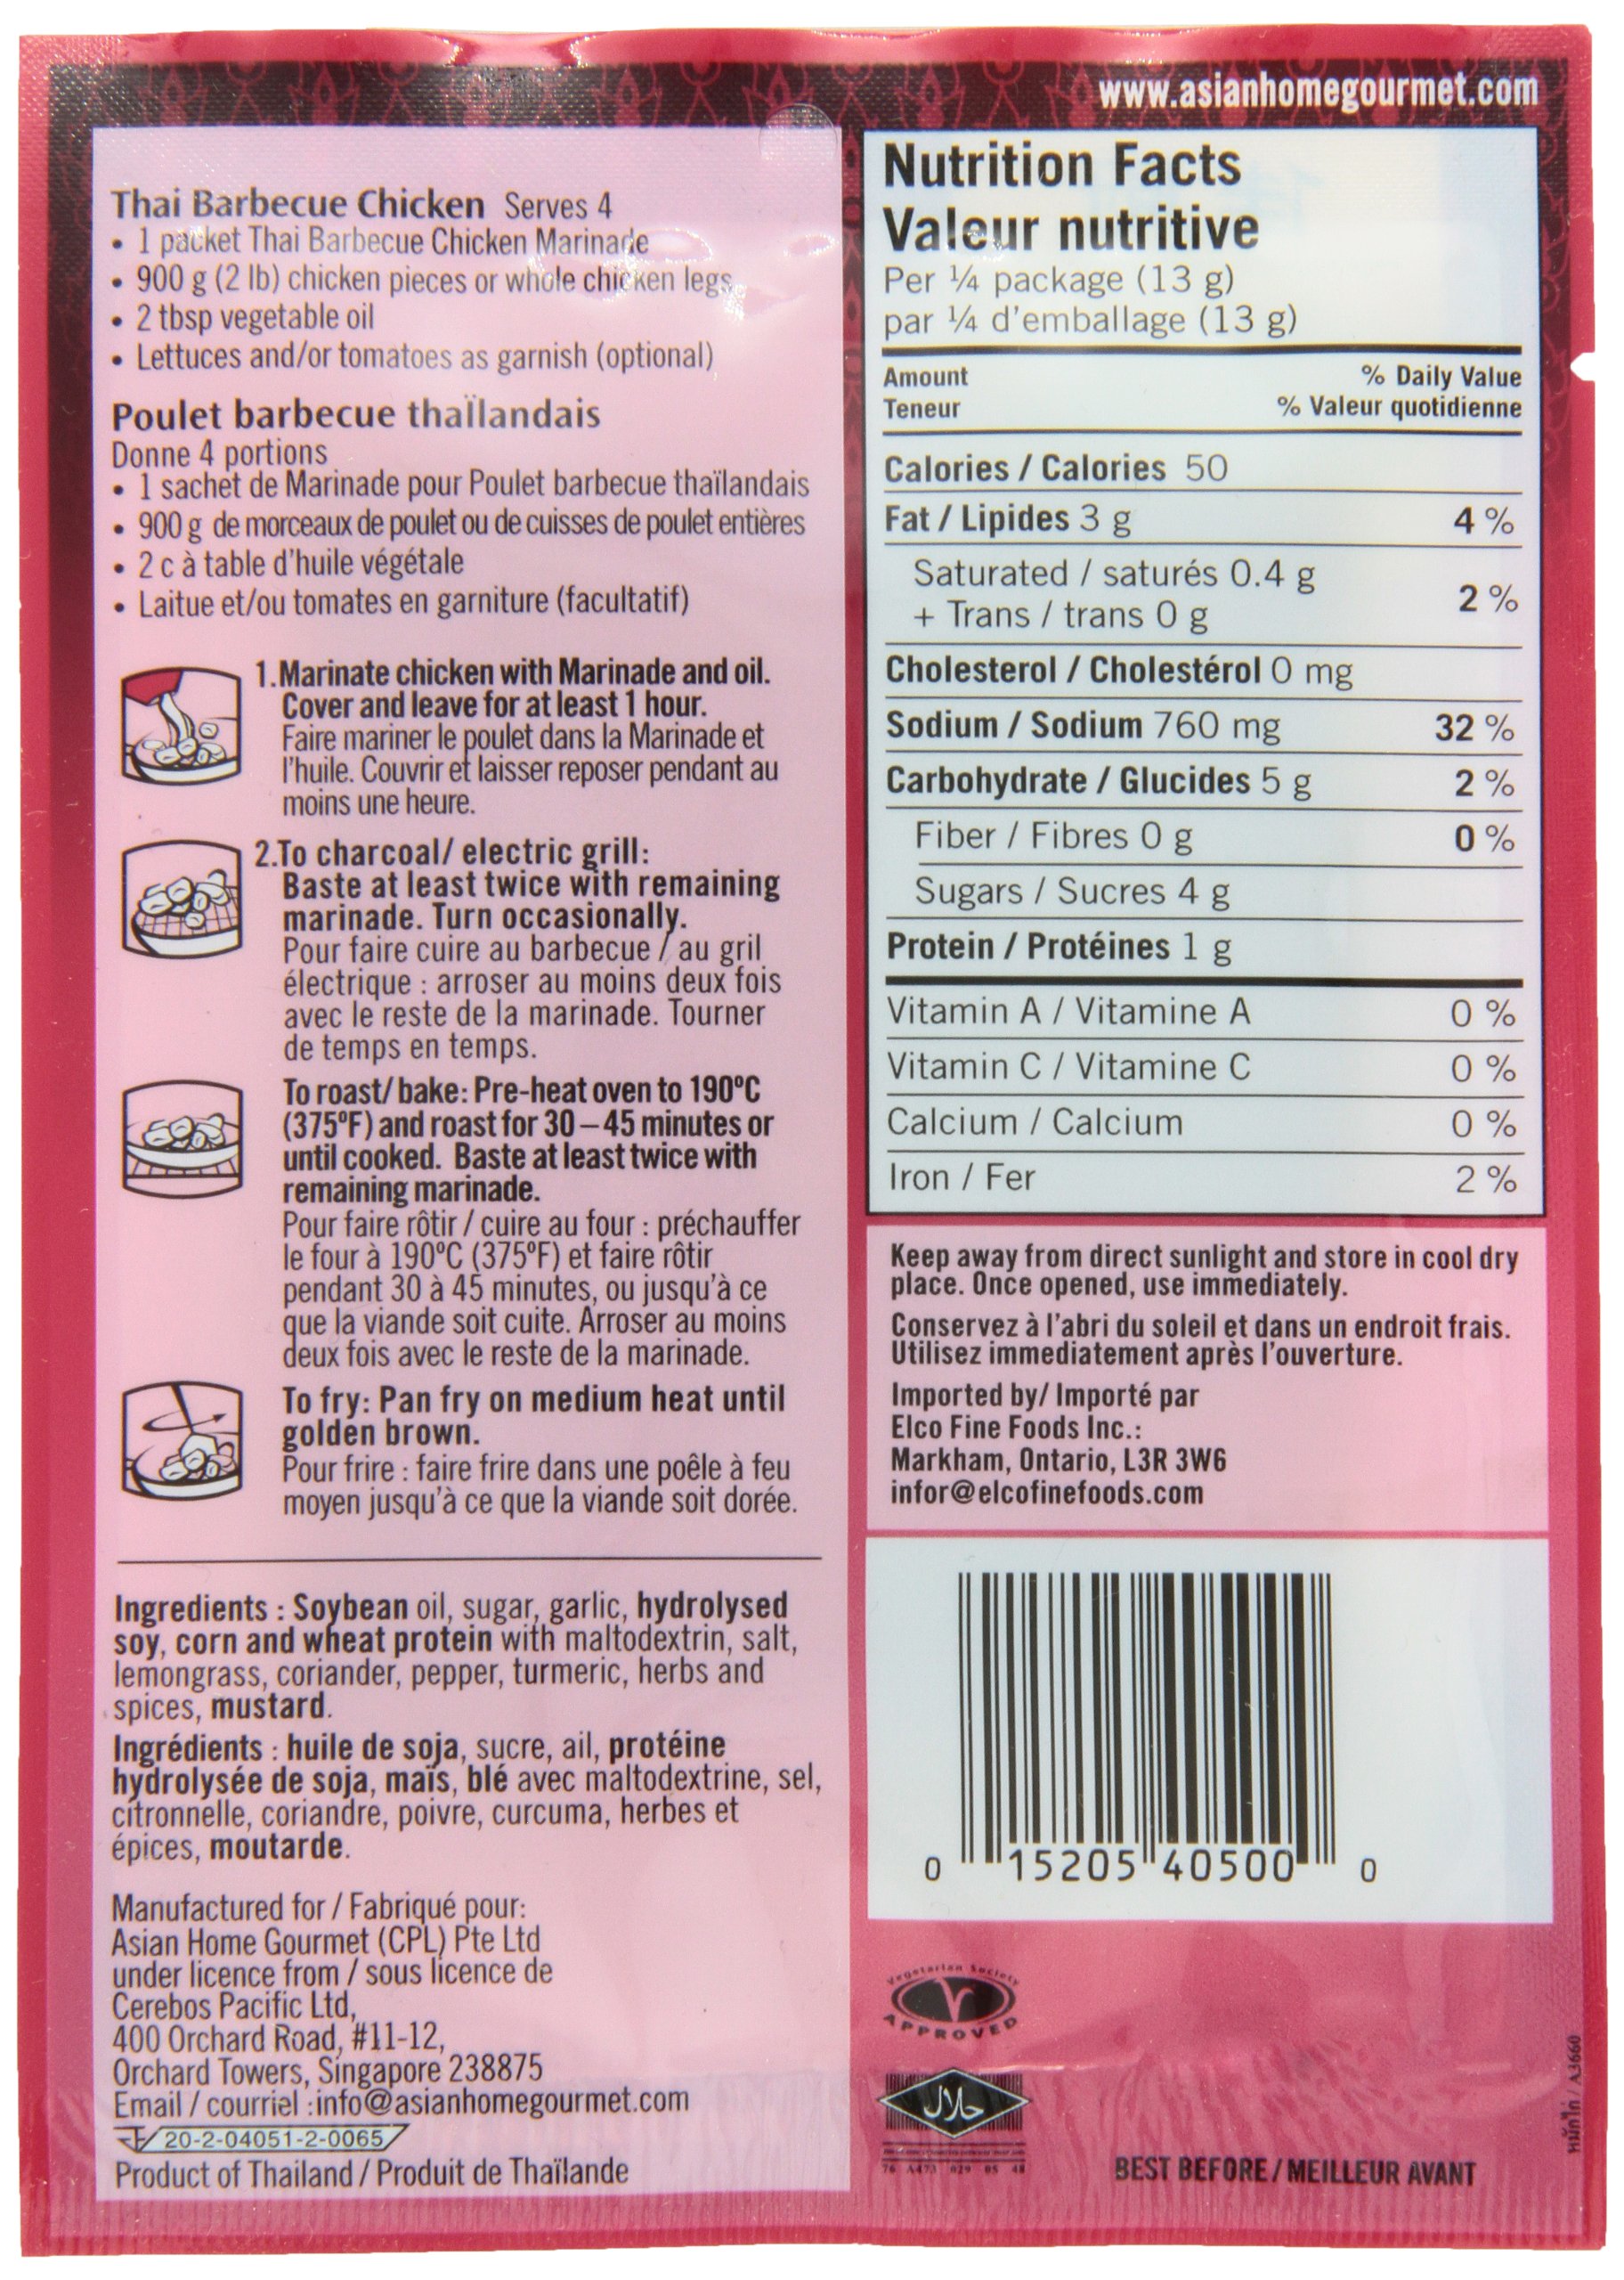 www.asianhomegourmet.com
Thai Barbecue Chicken Serves 4
• 1 packet Thai Barbecue Chicken Marinade
• 900 g (2 lb) chicken pieces or whole chicken legs
• 2 tbsp vegetable oil
• Lettuces and/or tomatoes as garnish (optional)
Poulet barbecue thaïlandais
Donne 4 portions
• 1 sachet de Marinade pour Poulet barbecue thaïlandais
• 900 g de morceaux de poulet ou de cuisses de poulet entières
• 2 c à table d'huile végétale
• Laitue et/ou tomates en garniture (facultatif)
1.Marinate chicken with Marinade and oil.
Cover and leave for at least 1 hour.
Faire mariner le poulet dans la Marinade et
l'huile. Couvrir et laisser reposer pendant au
moins une heure.
2.To charcoal/ electric grill:
Baste at least twice with remaining
marinade. Turn occasionally.
Pour faire cuire au barbecue / au gril
électrique : arroser au moins deux fois
avec le reste de la marinade. Tourner
de temps en temps.
To roast/ bake: Pre-heat oven to 190ºC
(375ºF) and roast for 30 – 45 minutes or
until cooked. Baste at least twice with
remaining marinade.
Pour faire rôtir / cuire au four : préchauffer
le four à 190ºC (375ºF) et faire rôtir
pendant 30 à 45 minutes, ou jusqu'à ce
que la viande soit cuite. Arroser au moins
deux fois avec le reste de la marinade.
To fry: Pan fry on medium heat until
golden brown.
Pour frire : faire frire dans une poêle à feu
moyen jusqu'à ce que la viande soit dorée.
Ingredients : Soybean oil, sugar, garlic, hydrolysed
soy, corn and wheat protein with maltodextrin, salt,
lemongrass, coriander, pepper, turmeric, herbs and
spices, mustard.
Ingrédients : huile de soja, sucre, ail, protéine
hydrolysée de soja, maïs, blé avec maltodextrine, sel,
citronnelle, coriandre, poivre, curcuma, herbes et
épices, moutarde.
Manufactured for / Fabriqué pour:
Asian Home Gourmet (CPL) Pte Ltd
under licence from / sous licence de
Cerebos Pacific Ltd,
400 Orchard Road, #11-12,
Orchard Towers, Singapore 238875
Email / courriel :info@asianhomegourmet.com
20-2-04051-2-0065
Product of Thailand / Produit de Thaïlande
Nutrition Facts
Valeur nutritive
Per ¼ package (13 g)
par ¼ d'emballage (13 g)
Amount % Daily Value
Teneur % Valeur quotidienne
Calories / Calories 50
Fat / Lipides 3 g 4 %
Saturated / saturés 0.4 g
+ Trans / trans 0 g 2 %
Cholesterol / Cholestérol 0 mg
Sodium / Sodium 760 mg 32 %
Carbohydrate / Glucides 5 g 2 %
Fiber / Fibres 0 g 0 %
Sugars / Sucres 4 g
Protein / Protéines 1 g
Vitamin A / Vitamine A 0 %
Vitamin C / Vitamine C 0 %
Calcium / Calcium 0 %
Iron / Fer 2 %
Keep away from direct sunlight and store in cool dry
place. Once opened, use immediately.
Conservez à l'abri du soleil et dans un endroit frais.
Utilisez immediatement après l'ouverture.
Imported by/ Importé par
Elco Fine Foods Inc.:
Markham, Ontario, L3R 3W6
infor@elcofinefoods.com
0 15205 40500 0
Vegetarian Society
V
APPROVED
حلال
76 A473 029 05 48
BEST BEFORE / MEILLEUR AVANT
หมักไก่ / A3660